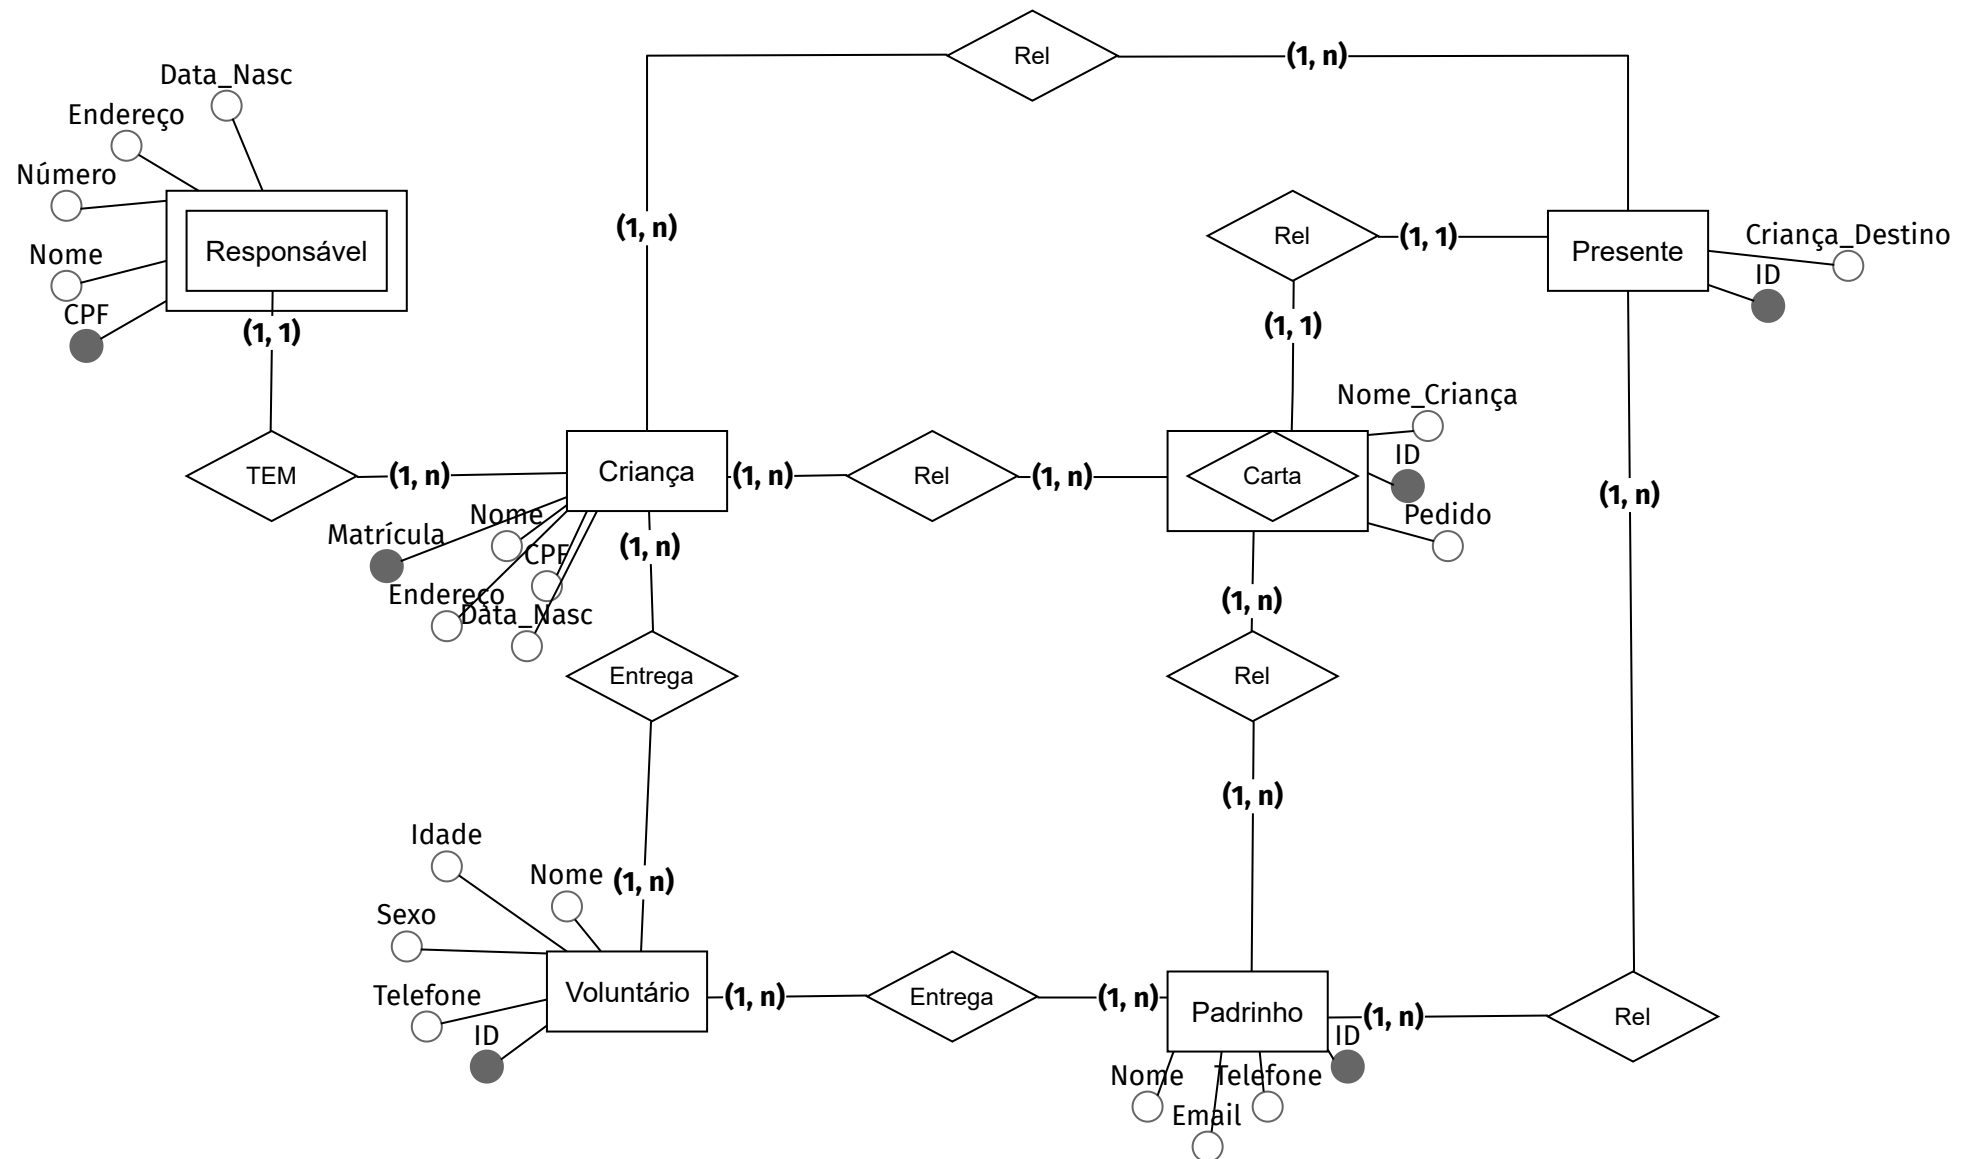 Rel
(1, n)
Data_Nasc
Endereço
Número
Nome
CPF
Responsável
(1, 1)
(1, n)
Rel
(1, 1)
Presente
Criança_Destino
ID
(1, 1)
TEM
(1, n)
Criança
(1, n)
Rel
(1, n)
Carta
Nome_Criança
ID
Pedido
(1, n)
Matrícula
Nome
CPF
Endereço
Data_Nasc
(1, n)
Entrega
(1, n)
Rel
(1, n)
Idade
Nome
(1, n)
Sexo
Telefone
ID
Voluntário
(1, n)
Entrega
(1, n)
Padrinho
(1, n)
Rel
ID
Nome
Telefone
Email